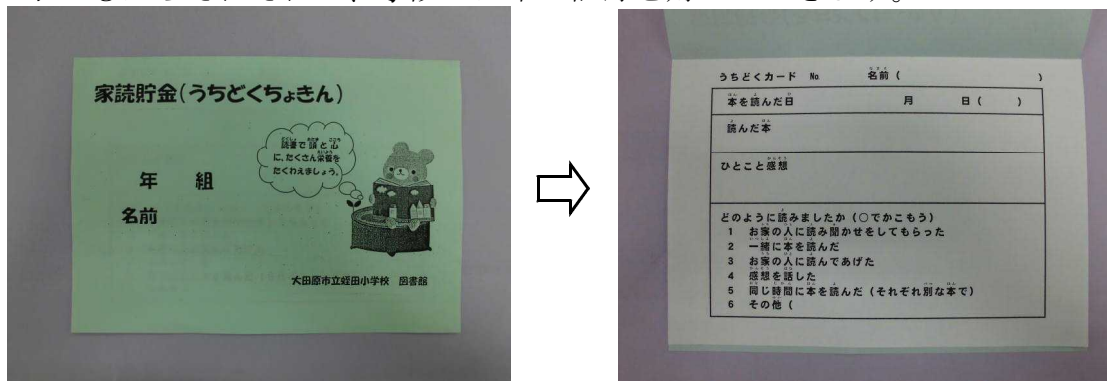 家読貯金(うちどくちょきん)
読書で頭と心
に、たくさん栄養を
たくわえましょう。
年 組
名前
大田原市立蛭田小学校 図書館
うちどくカード No 名前( )
本を読んだ日 月 日( )
読んだ本
ひとこと感想
どのように読みましたか(○でかこもう)
1 お家の人に読み聞かせをしてもらった
2 一緒に本を読んだ
3 お家の人に読んであげた
4 感想を話した
5 同じ時間に本を読んだ(それぞれ別な本で)
6 その他(